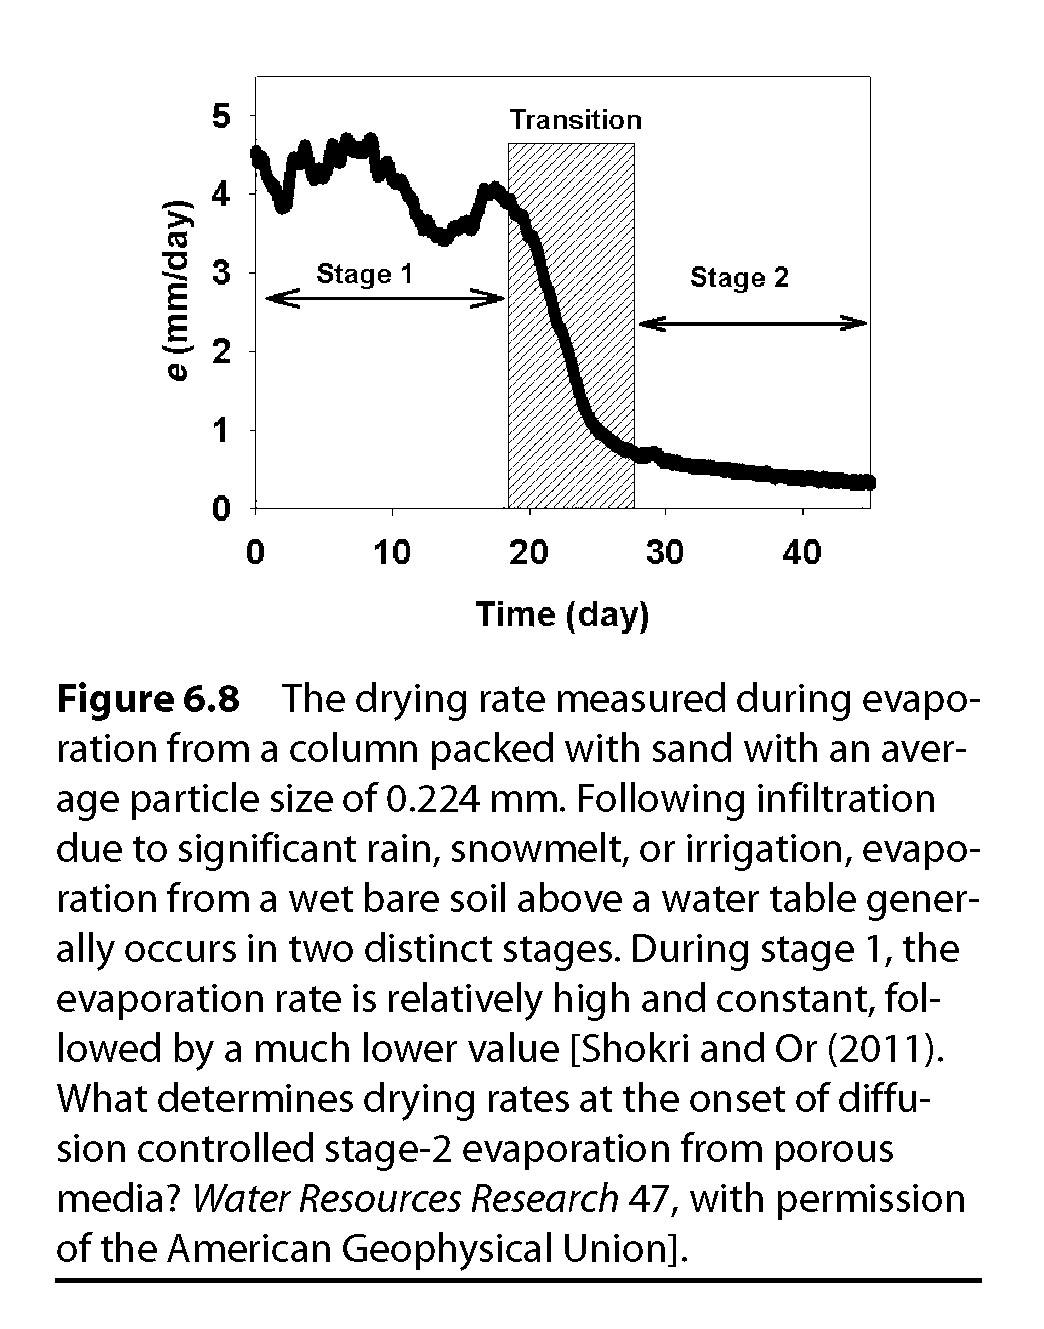 5
Transition
4
e (mm/day)
3
Stage 1
Stage 2
2
1
0
0 10 20 30 40
Time (day)
Figure 6.8 The drying rate measured during evapo-
ration from a column packed with sand with an aver-
age particle size of 0.224 mm. Following infiltration
due to significant rain, snowmelt, or irrigation, evapo-
ration from a wet bare soil above a water table gener-
ally occurs in two distinct stages. During stage 1, the
evaporation rate is relatively high and constant, fol-
lowed by a much lower value [Shokri and Or (2011).
What determines drying rates at the onset of diffu-
sion controlled stage-2 evaporation from porous
media? Water Resources Research 47, with permission
of the American Geophysical Union].